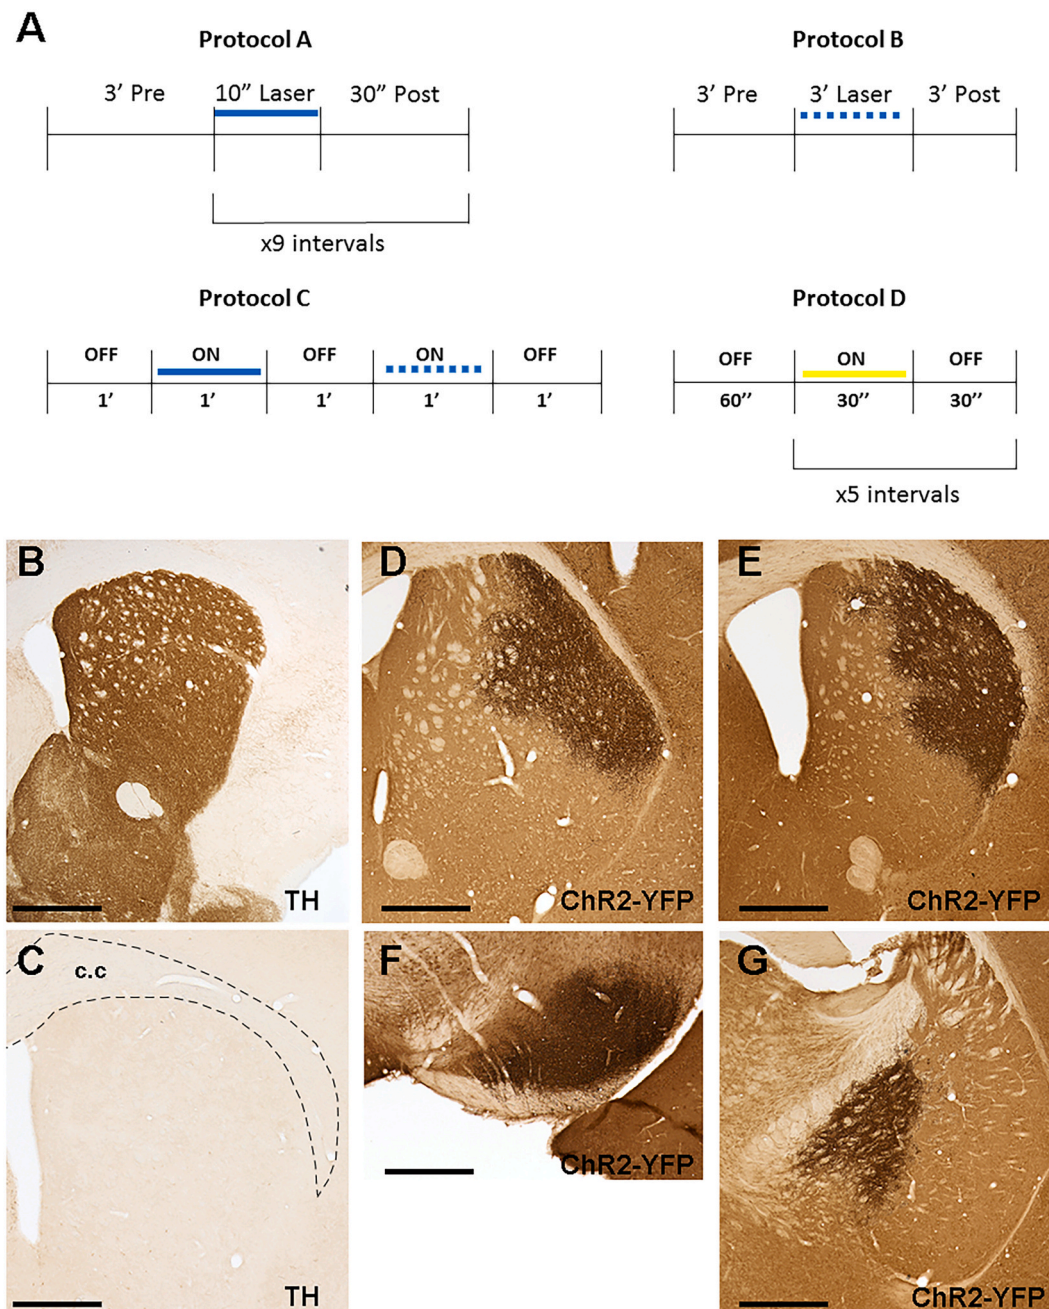 A
Protocol A
3’ Pre 10” Laser 30” Post
x9 intervals
Protocol B
3’ Pre 3’ Laser 3’ Post
Protocol C
OFF ON OFF ON OFF
1’ 1’ 1’ 1’ 1’
Protocol D
OFF ON OFF
60” 30” 30”
x5 intervals
B
TH
D
ChR2-YFP
E
ChR2-YFP
C
c.c
TH
F
ChR2-YFP
G
ChR2-YFP